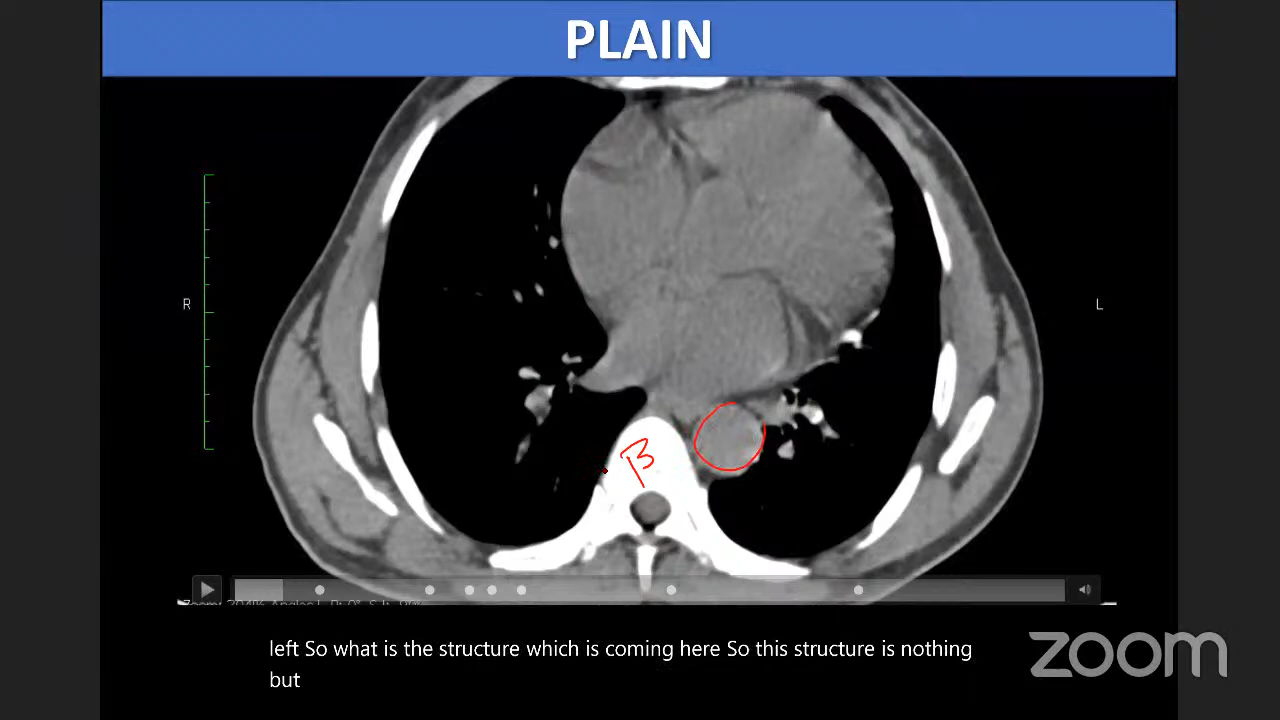 PLAIN
R
L
B
left So what is the structure which is coming here So this structure is nothing
but
zoom